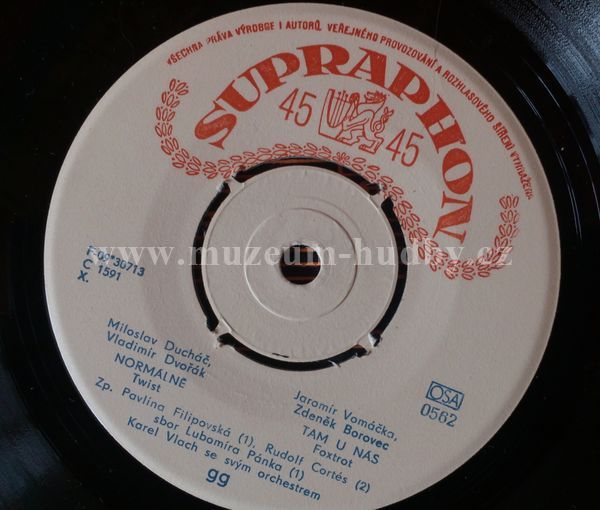 VŠECHNA PRÁVA VÝROBCE I AUTORŮ VEŘEJNÉHO PROVOZOVÁNÍ A ROZHLASOVÉHO ŠÍŘENÍ VYHRAŽENA
SUPRAPHON
45 45
www.muzeum-hudby.cz
30713
C 1591
X.
Miloslav Ducháč,
Vladimír Dvořák
NORMÁLNĚ
Twist
Jaromír Vomáčka,
Zdeněk Borovec
TAM U NÁS
Foxtrot
OSA
0562
Zp. Pavlína Filipovská (1), Rudolf Cortés (2)
sbor Lubomíra Pánka (1)
Karel Vlach se svým orchestrem
gg